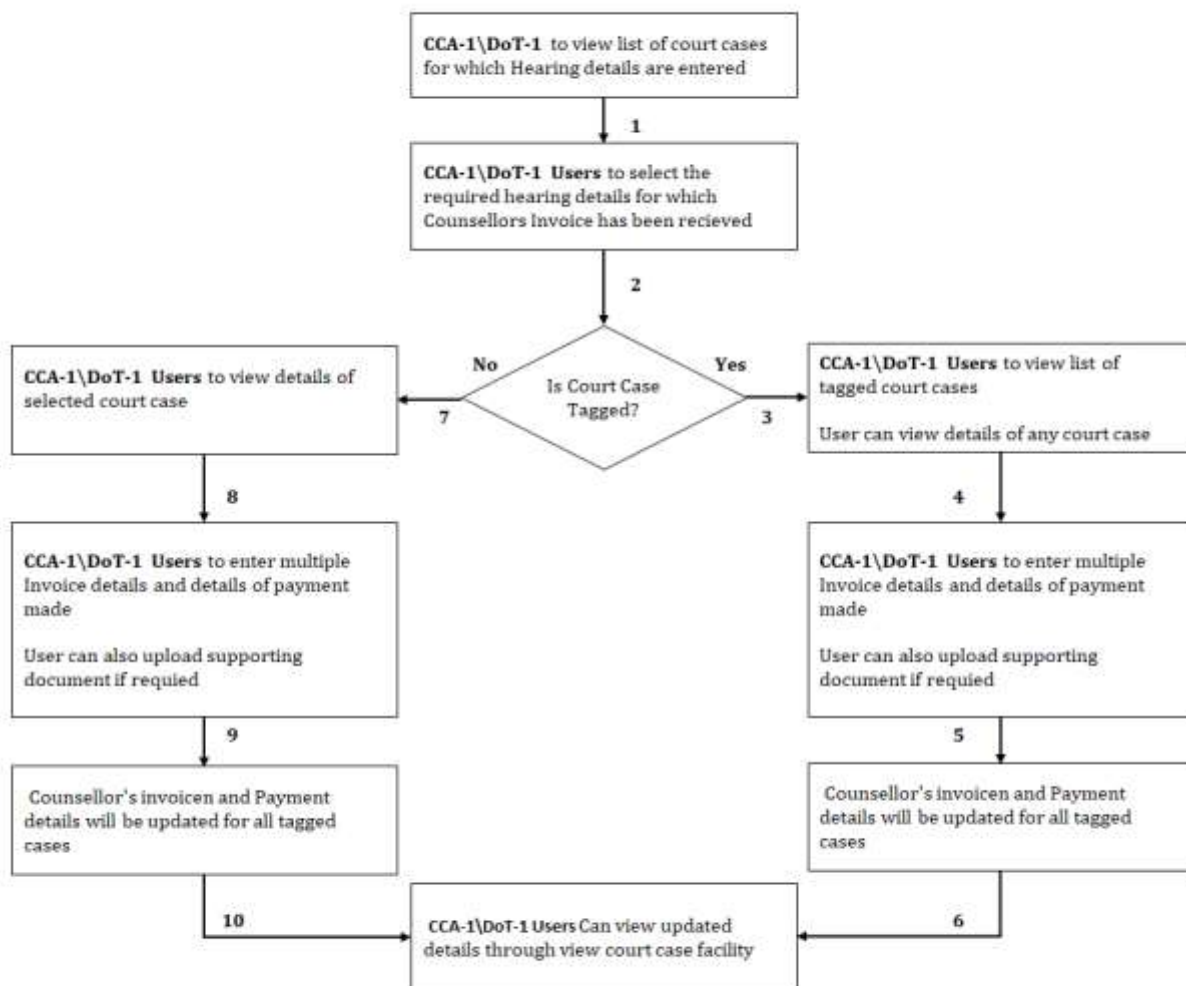 CCA-1\DoT-1 to view list of court cases
for which Hearing details are entered
1
CCA-1\DoT-1 Users to select the
required hearing details for which
Counsellors Invoice has been recieved
2
Is Court Case
Tagged?
No
7
Yes
3
CCA-1\DoT-1 Users to view details of
selected court case
8
CCA-1\DoT-1 Users to enter multiple
Invoice details and details of payment
made
User can also upload supporting
document if requied
9
Counsellor's invoicen and Payment
details will be updated for all tagged
cases
10
CCA-1\DoT-1 Users to view list of
tagged court cases
User can view details of any court case
4
CCA-1\DoT-1 Users to enter multiple
Invoice details and details of payment
made
User can also upload supporting
document if requied
5
Counsellor's invoicen and Payment
details will be updated for all tagged
cases
6
CCA-1\DoT-1 Users Can view updated
details through view court case facility